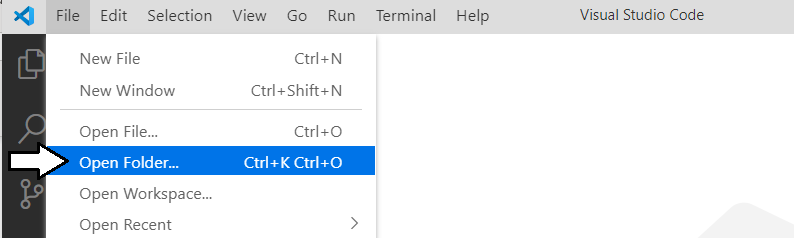 File Edit Selection View Go Run Terminal Help Visual Studio Code
New File Ctrl+N
New Window Ctrl+Shift+N
Open File... Ctrl+O
Open Folder... Ctrl+K Ctrl+O
Open Workspace...
Open Recent